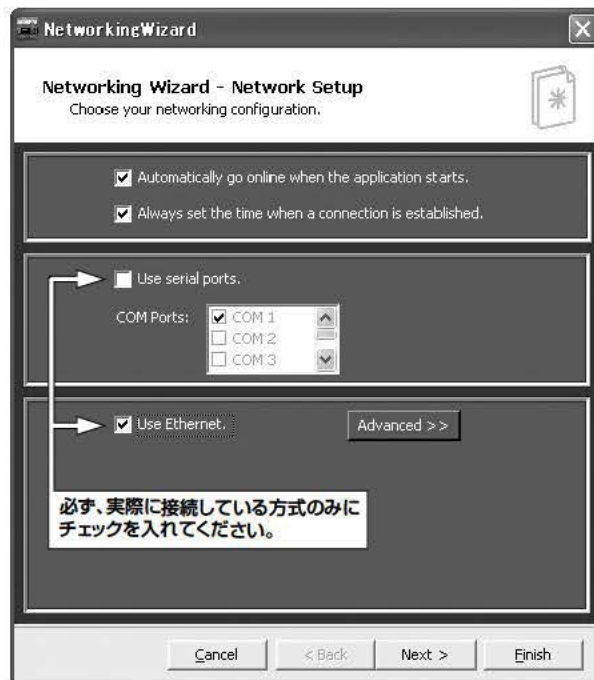 NetworkingWizard
Networking Wizard - Network Setup
Choose your networking configuration.
Automatically go online when the application starts.
Always set the time when a connection is established.
Use serial ports.
COM Ports:
COM 1
COM 2
COM 3
Use Ethernet.
Advanced >>
必ず、実際に接続している方式のみに
チェックを入れてください。
Cancel
< Back
Next >
Finish